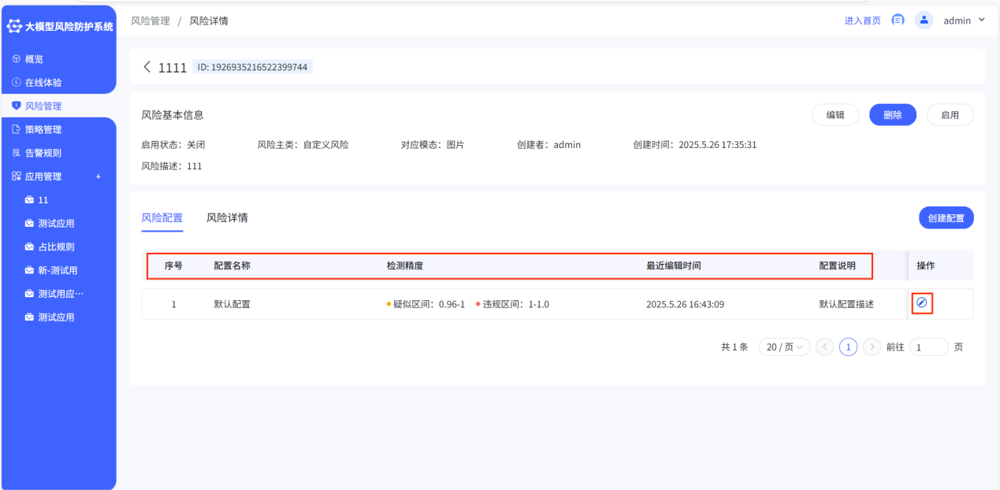 大模型风险防护系统
风险管理 / 风险详情
进入首页 admin
概览
在线体验
风险管理
策略管理
告警规则
应用管理 +
11
测试应用
占比规则
新-测试用
测试用应…
测试应用
1111 ID: 1926935216522399744
风险基本信息
编辑 删除 启用
启用状态：关闭 风险主类：自定义风险 对应模态：图片 创建者：admin 创建时间：2025.5.26 17:35:31
风险描述：111
风险配置 风险详情 创建配置
序号 配置名称 检测精度 最近编辑时间 配置说明 操作
1 默认配置 疑似区间：0.96-1 违规区间：1-1.0 2025.5.26 16:43:09 默认配置描述
共 1 条 20 / 页 1 前往 1 页